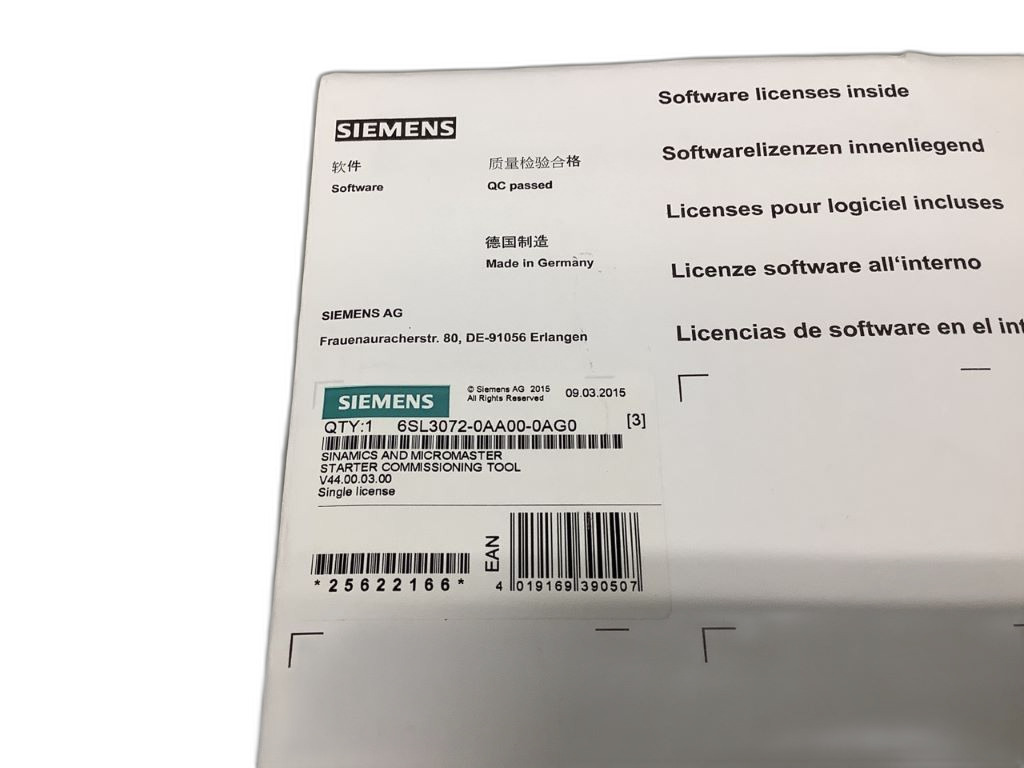 SIEMENS
软件
Software
质量检验合格
QC passed
德国制造
Made in Germany
SIEMENS AG
Frauenauracherstr. 80, DE-91056 Erlangen
Software licenses inside
Softwarelizenzen innenliegend
Licenses pour logiciel incluses
Licenze software all‘interno
Licencias de software en el int
SIEMENS
© Siemens AG 2015
All Rights Reserved
09.03.2015
QTY:1 6SL3072-0AA00-0AG0 [3]
SINAMICS AND MICROMASTER
STARTER COMMISSIONING TOOL
V44.00.03.00
Single license
*25622166*
EAN
4 019169 390507